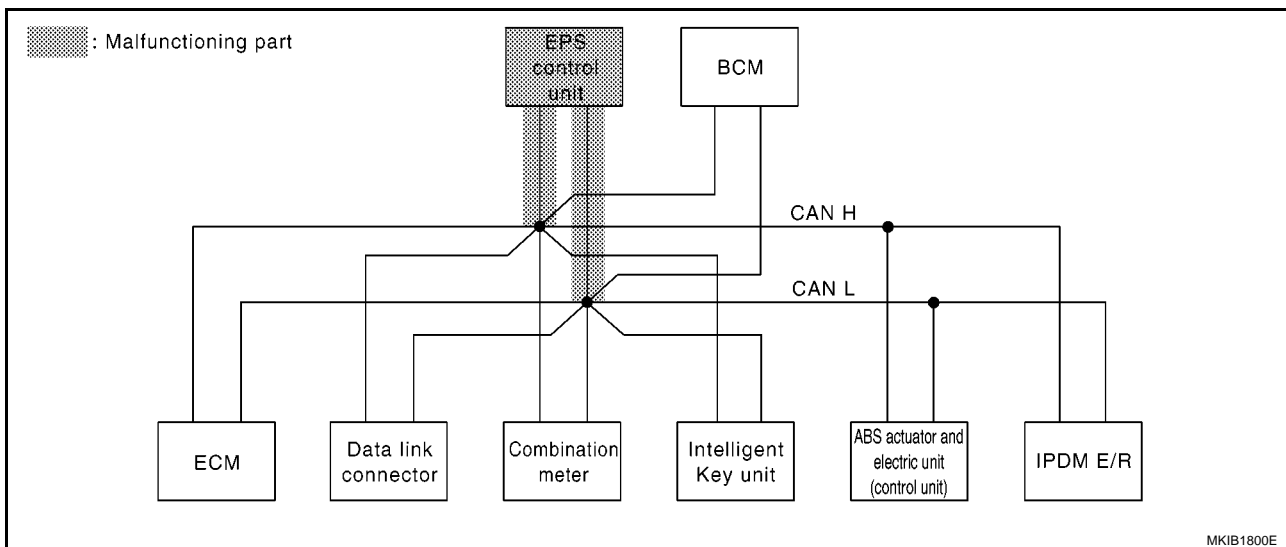 : Malfunctioning part
EPS
control
unit
BCM
CAN H
CAN L
ECM
Data link
connector
Combination
meter
Intelligent
Key unit
ABS actuator and
electric unit
(control unit)
IPDM E/R
MKIB1800E